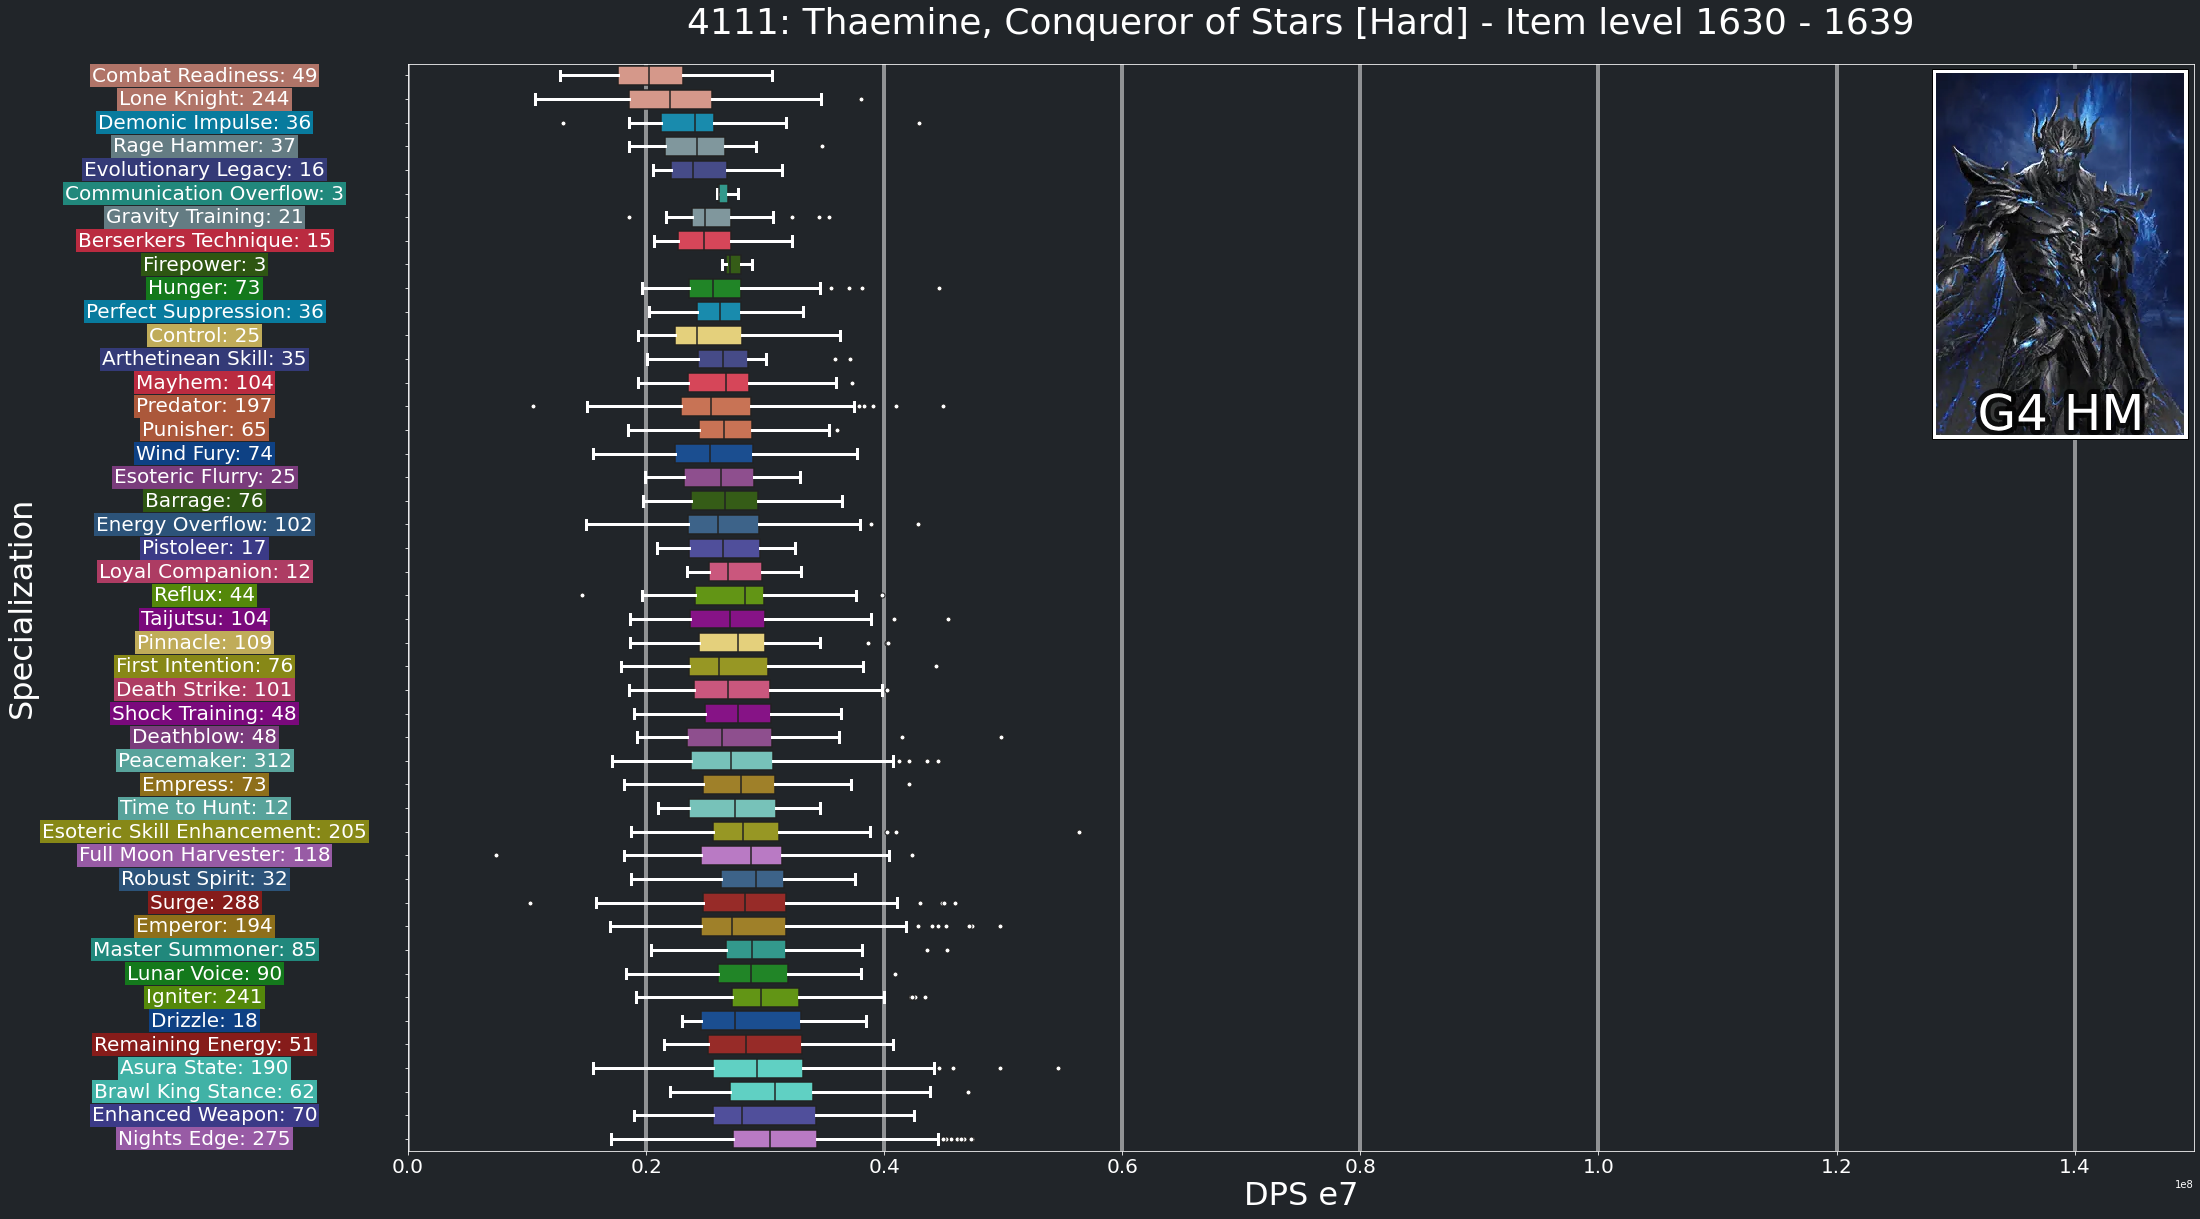 4111: Thaemine, Conqueror of Stars [Hard] - Item level 1630 - 1639
Specialization
Combat Readiness: 49
Lone Knight: 244
Demonic Impulse: 36
Rage Hammer: 37
Evolutionary Legacy: 16
Communication Overflow: 3
Gravity Training: 21
Berserkers Technique: 15
Firepower: 3
Hunger: 73
Perfect Suppression: 36
Control: 25
Arthetinean Skill: 35
Mayhem: 104
Predator: 197
Punisher: 65
Wind Fury: 74
Esoteric Flurry: 25
Barrage: 76
Energy Overflow: 102
Pistoleer: 17
Loyal Companion: 12
Reflux: 44
Taijutsu: 104
Pinnacle: 109
First Intention: 76
Death Strike: 101
Shock Training: 48
Deathblow: 48
Peacemaker: 312
Empress: 73
Time to Hunt: 12
Esoteric Skill Enhancement: 205
Full Moon Harvester: 118
Robust Spirit: 32
Surge: 288
Emperor: 194
Master Summoner: 85
Lunar Voice: 90
Igniter: 241
Drizzle: 18
Remaining Energy: 51
Asura State: 190
Brawl King Stance: 62
Enhanced Weapon: 70
Nights Edge: 275
G4 HM
0.0 0.2 0.4 0.6 0.8 1.0 1.2 1.4
1e8
DPS e7